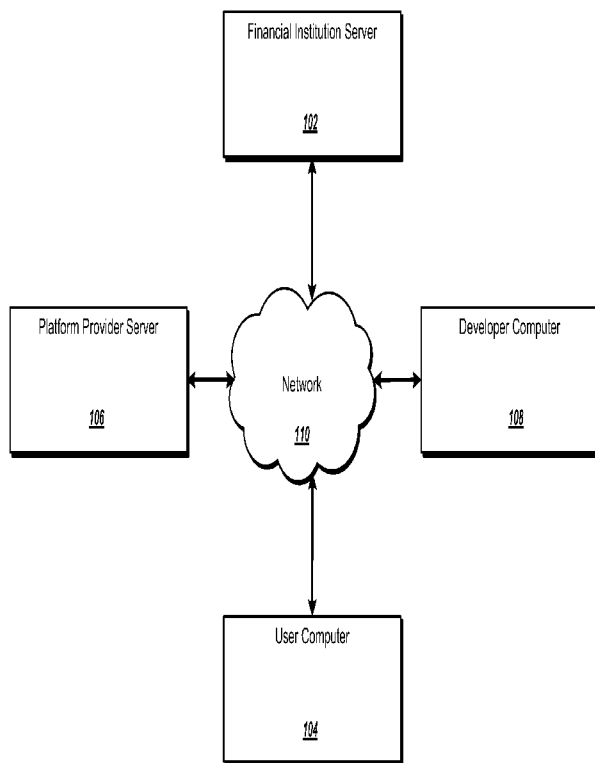 Financial Institution Server
102
Platform Provider Server
106
Network
110
Developer Computer
108
User Computer
104